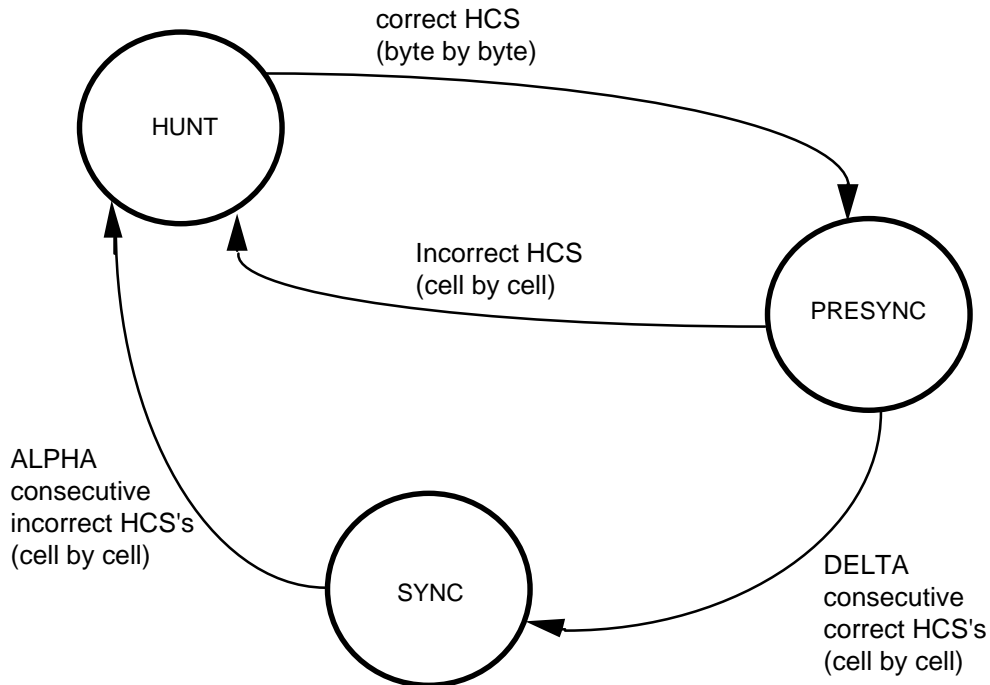 correct HCS
(byte by byte)
HUNT
Incorrect HCS
(cell by cell)
PRESYNC
ALPHA
consecutive
incorrect HCS's
(cell by cell)
SYNC
DELTA
consecutive
correct HCS's
(cell by cell)